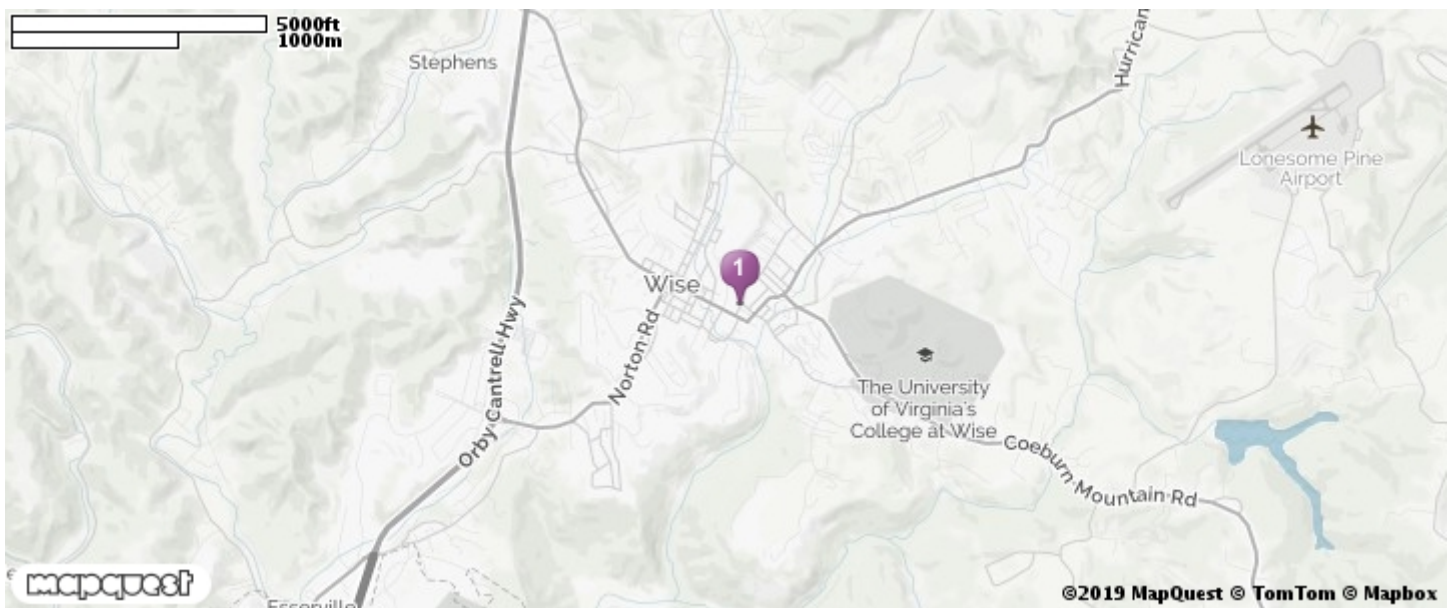 5000ft
1000m
Stephens
Hurrican
Lonesome Pine
Airport
1
Wise
Orby Cantrell Hwy
Norton Rd
The University
of Virginia's
College at Wise
Coeburn Mountain Rd
mapquest
©2019 MapQuest © TomTom © Mapbox